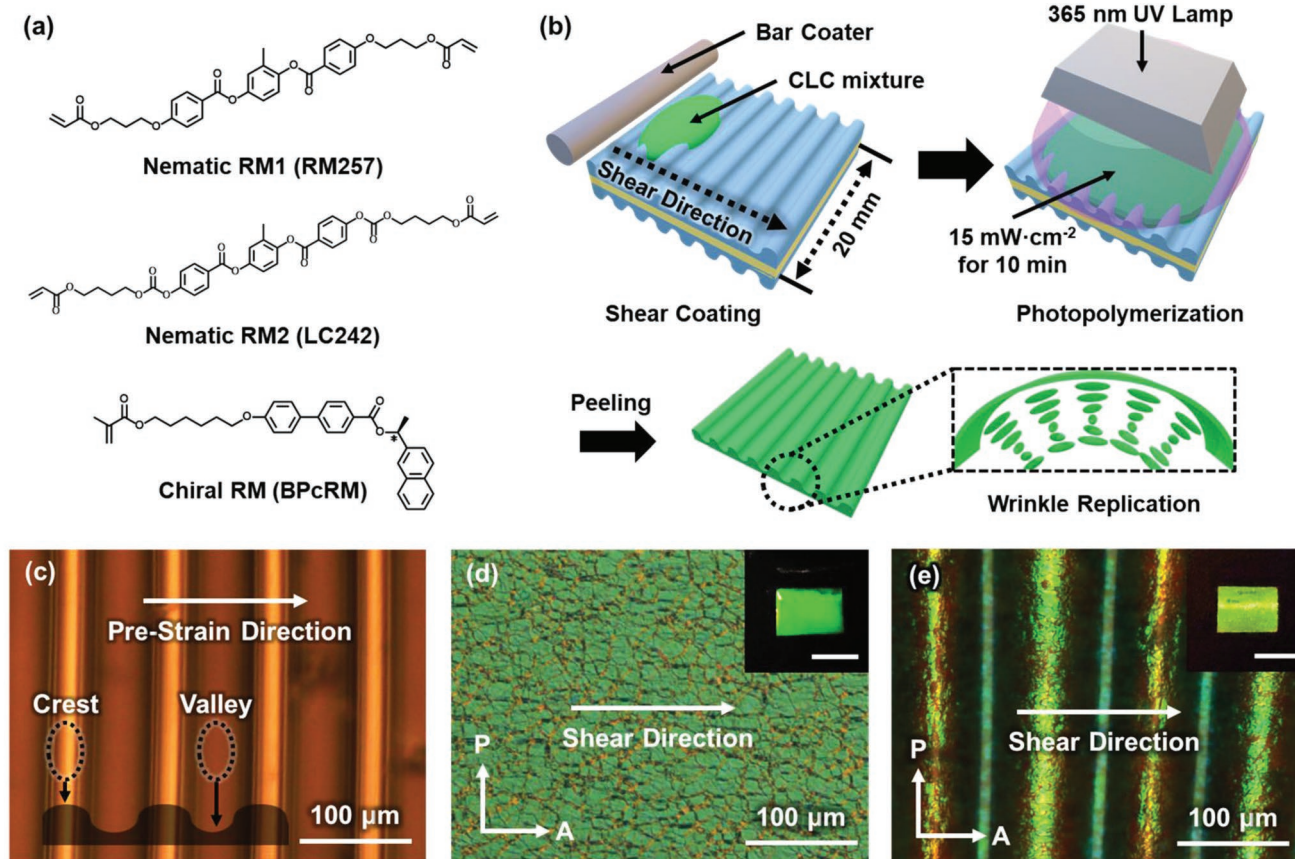 (a)
O
O
O
O
O
O
O
O
O
O
Nematic RM1 (RM257)
O
O
O
O
O
O
O
O
O
O
O
O
O
O
Nematic RM2 (LC242)
O
O
O
O
O
*
Chiral RM (BPcRM)
(b)
Bar Coater
CLC mixture
Shear Direction
20 mm
Shear Coating
365 nm UV Lamp
15 mW·cm-2
for 10 min
Photopolymerization
Peeling
Wrinkle Replication
(c)
Pre-Strain Direction
Crest
Valley
100 µm
(d)
Shear Direction
P
A
100 µm
(e)
Shear Direction
P
A
100 µm